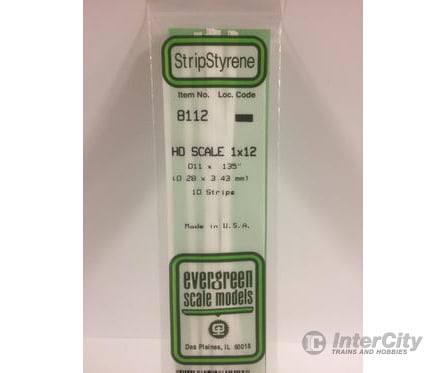 StripStyrene
Item No. Loc. Code
8112
HO SCALE 1x12
.011 x .135"
(0.28 x 3.43 mm)
10 Strips
Made in U.S.A.
evergreen
scale models
Des Plaines, IL 60018
IC InterCity
TRAINS AND HOBBIES